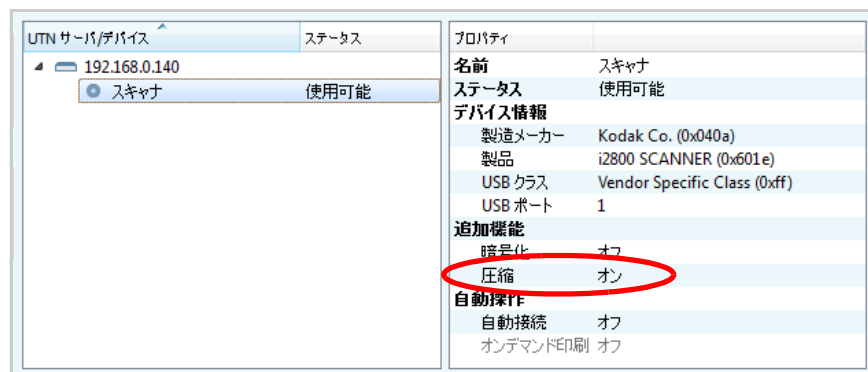 UTN サーバ/デバイス ステータス
192.168.0.140
スキャナ 使用可能
プロパティ
名前 スキャナ
ステータス 使用可能
デバイス情報
製造メーカー Kodak Co. (0x040a)
製品 i2800 SCANNER (0x601e)
USB クラス Vendor Specific Class (0xff)
USB ポート 1
追加機能
暗号化 オフ
圧縮 オン
自動操作
自動接続 オフ
オンデマンド印刷 オフ